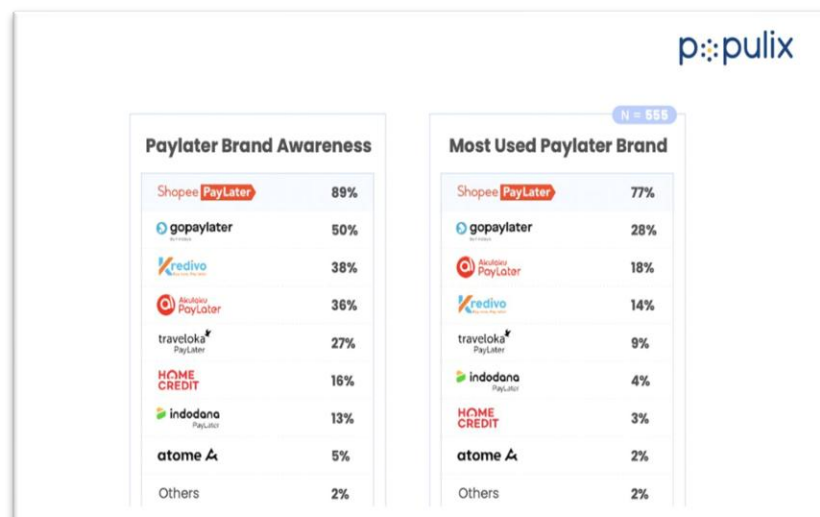 populix
N = 555
Paylater Brand Awareness
Shopee PayLater 89%
gopaylater 50%
Kredivo 38%
Akulaku PayLater 36%
traveloka PayLater 27%
HOME CREDIT 16%
indodana PayLater 13%
atome 5%
Others 2%
Most Used Paylater Brand
Shopee PayLater 77%
gopaylater 28%
Akulaku PayLater 18%
Kredivo 14%
traveloka PayLater 9%
indodana PayLater 4%
HOME CREDIT 3%
atome 2%
Others 2%